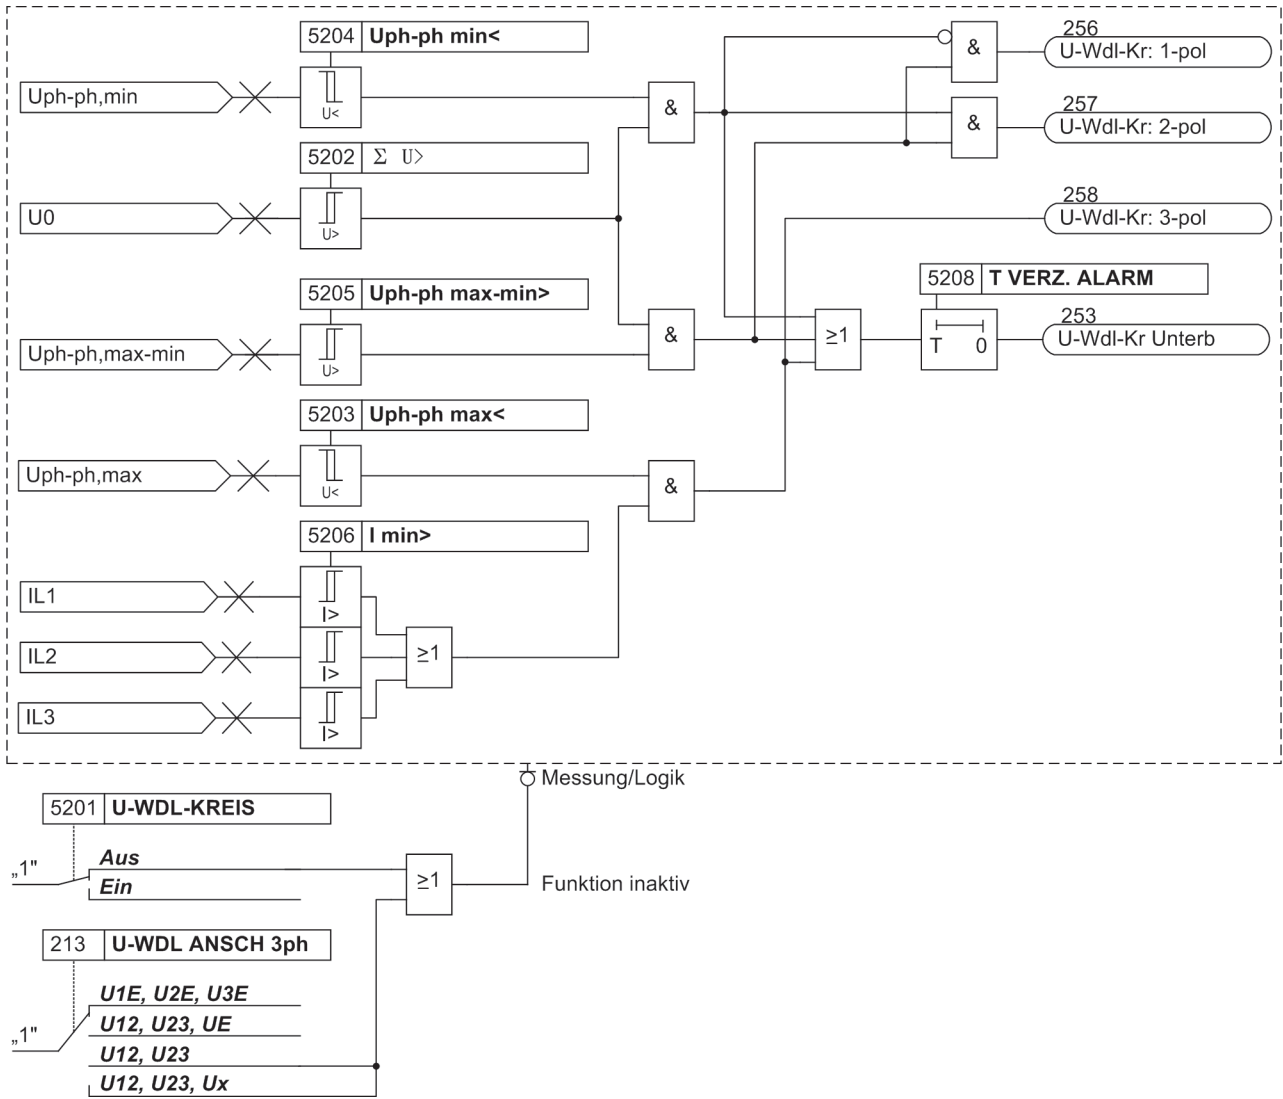 5204 Uph-ph min<
256
U-Wdl-Kr: 1-pol
&
Uph-ph,min
U<
&
257
U-Wdl-Kr: 2-pol
&
5202 Σ U>
U0
U>
258
U-Wdl-Kr: 3-pol
5208 T VERZ. ALARM
5205 Uph-ph max-min>
253
U-Wdl-Kr Unterb
Uph-ph,max-min
U>
&
≥1
T 0
5203 Uph-ph max<
Uph-ph,max
U<
&
5206 I min>
IL1
I>
IL2
I>
≥1
IL3
I>
Messung/Logik
5201 U-WDL-KREIS
„1"
Aus
Ein
≥1
Funktion inaktiv
213 U-WDL ANSCH 3ph
„1"
U1E, U2E, U3E
U12, U23, UE
U12, U23
U12, U23, Ux